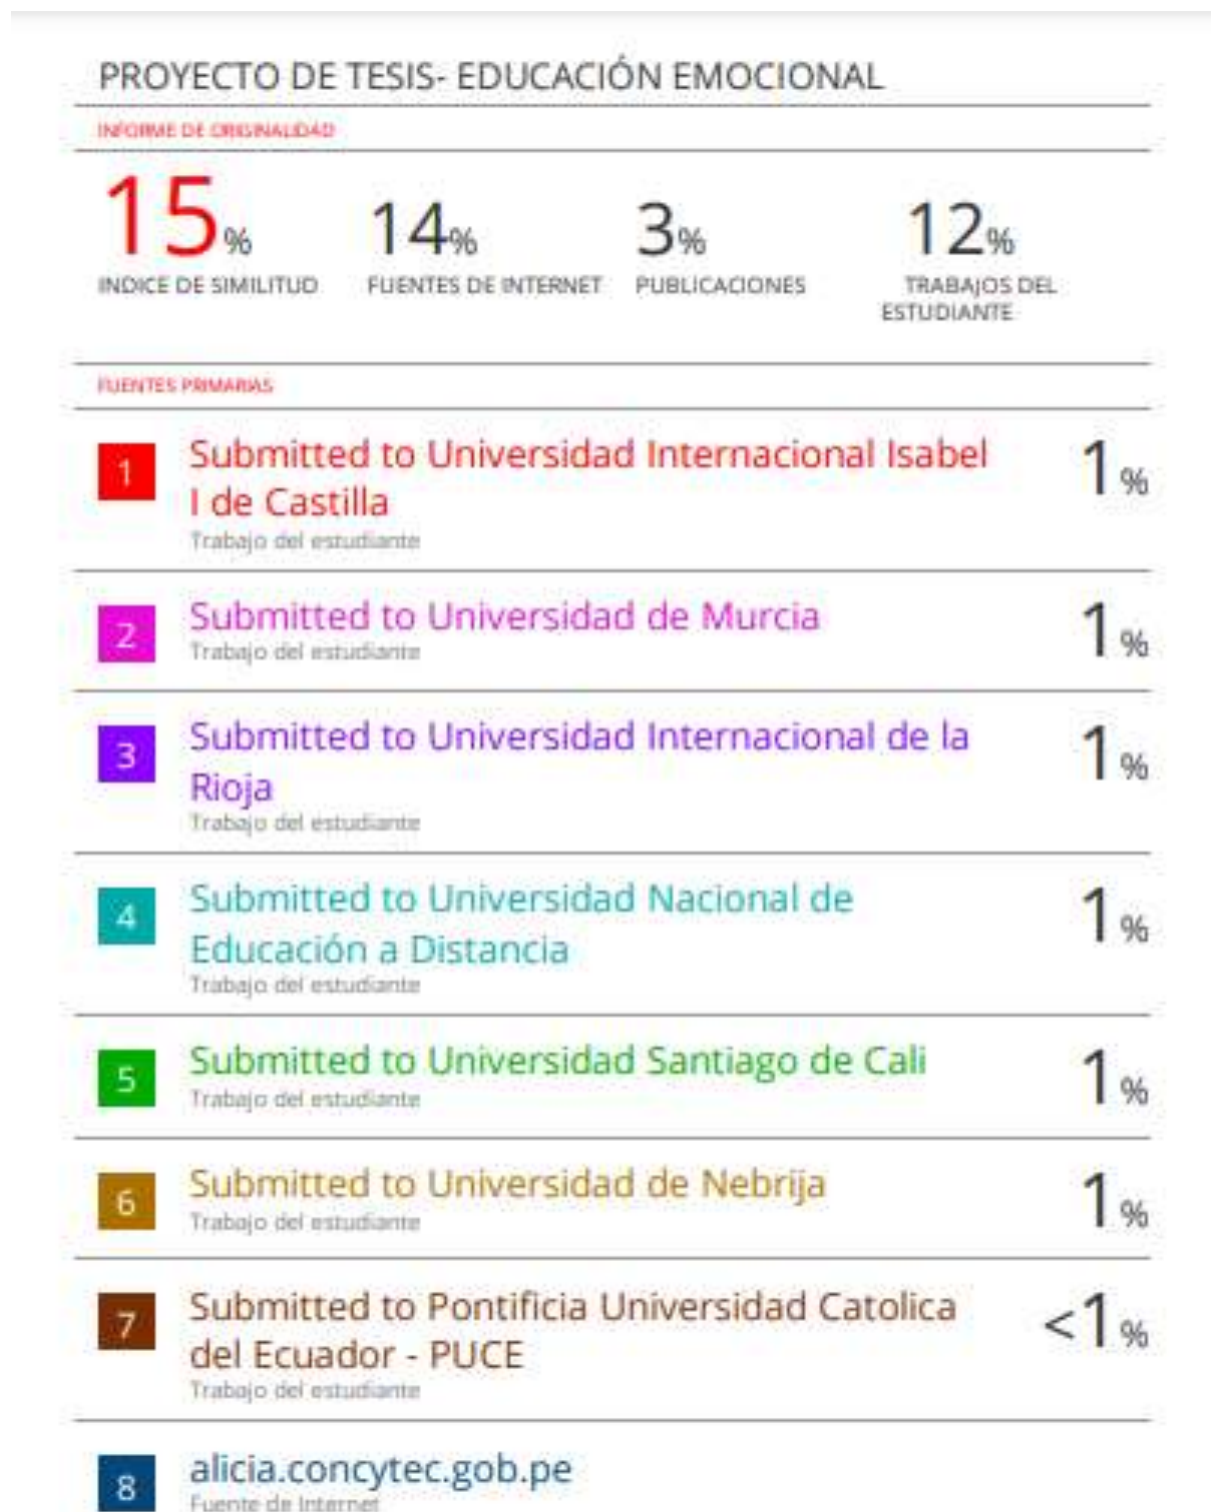 PROYECTO DE TESIS- EDUCACIÓN EMOCIONAL
INFORME DE ORIGINALIDAD
15%
INDICE DE SIMILITUD
14%
FUENTES DE INTERNET
3%
PUBLICACIONES
12%
TRABAJOS DEL
ESTUDIANTE
FUENTES PRIMARIAS
1
Submitted to Universidad Internacional Isabel
I de Castilla
Trabajo del estudiante
1%
2
Submitted to Universidad de Murcia
Trabajo del estudiante
1%
3
Submitted to Universidad Internacional de la
Rioja
Trabajo del estudiante
1%
4
Submitted to Universidad Nacional de
Educación a Distancia
Trabajo del estudiante
1%
5
Submitted to Universidad Santiago de Cali
Trabajo del estudiante
1%
6
Submitted to Universidad de Nebrija
Trabajo del estudiante
1%
7
Submitted to Pontificia Universidad Catolica
del Ecuador - PUCE
Trabajo del estudiante
<1%
8
alicia.concytec.gob.pe
Fuente de Internet